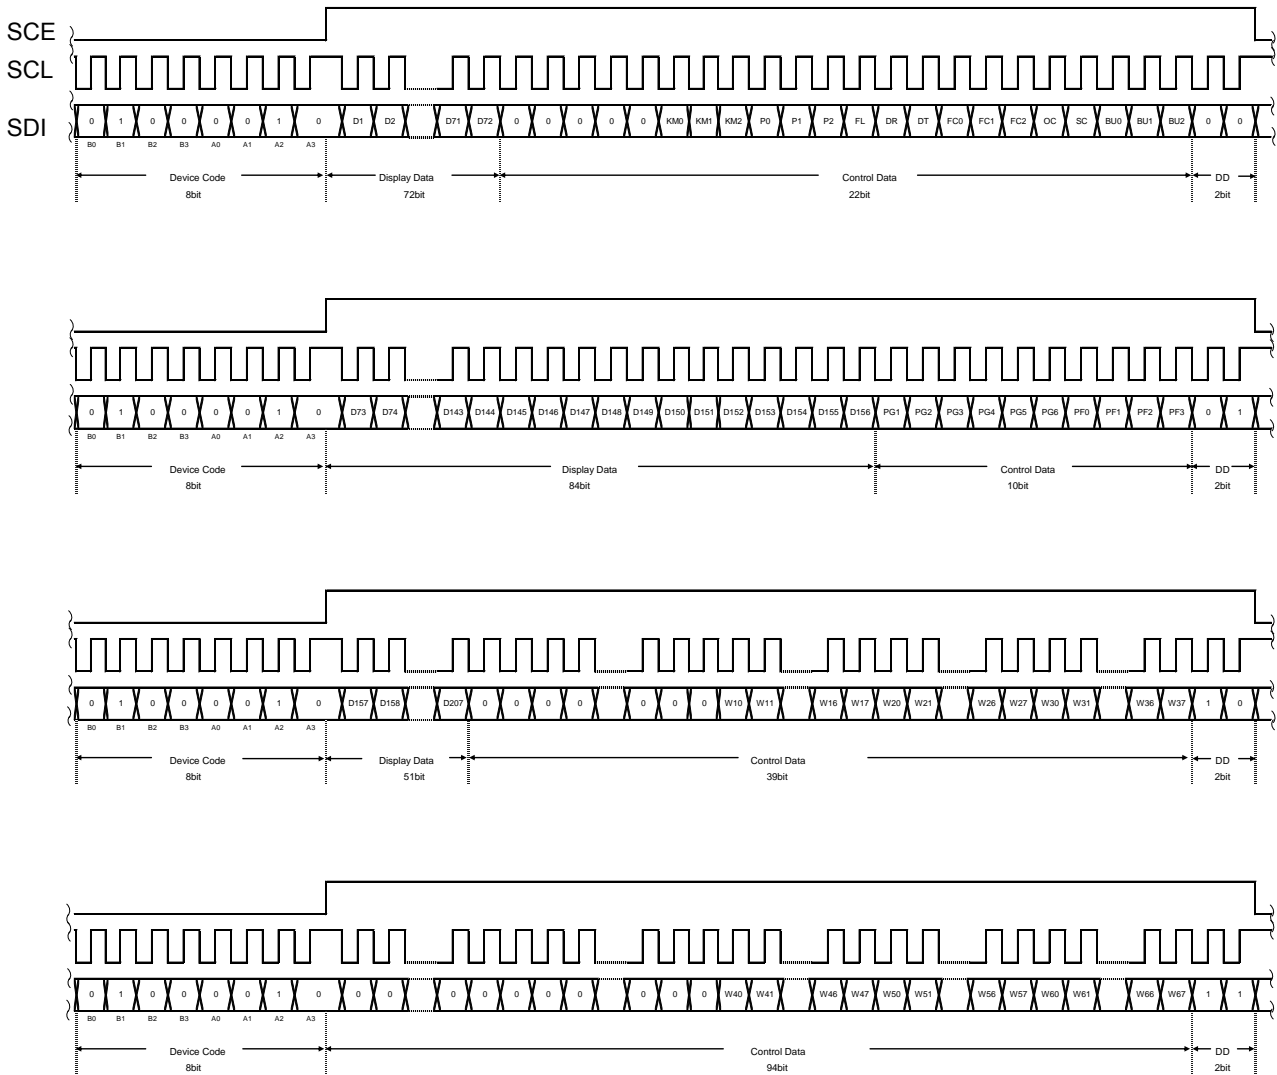 SCE
SCL
SDI 0 1 0 0 0 0 1 0 D1 D2 D71 D72 0 0 0 0 0 KM0 KM1 KM2 P0 P1 P2 FL DR DT FC0 FC1 FC2 OC SC BU0 BU1 BU2 0 0
B0 B1 B2 B3 A0 A1 A2 A3
Device Code Display Data Control Data DD
8bit 72bit 22bit 2bit
0 1 0 0 0 0 1 0 D73 D74 D143 D144 D145 D146 D147 D148 D149 D150 D151 D152 D153 D154 D155 D156 PG1 PG2 PG3 PG4 PG5 PG6 PF0 PF1 PF2 PF3 0 1
B0 B1 B2 B3 A0 A1 A2 A3
Device Code Display Data Control Data DD
8bit 84bit 10bit 2bit
0 1 0 0 0 0 1 0 D157 D158 D207 0 0 0 0 0 0 0 W10 W11 W16 W17 W20 W21 W26 W27 W30 W31 W36 W37 1 0
B0 B1 B2 B3 A0 A1 A2 A3
Device Code Display Data Control Data DD
8bit 51bit 39bit 2bit
0 1 0 0 0 0 1 0 0 0 0 0 0 0 0 0 0 0 W40 W41 W46 W47 W50 W51 W56 W57 W60 W61 W66 W67 1 1
B0 B1 B2 B3 A0 A1 A2 A3
Device Code Control Data DD
8bit 94bit 2bit